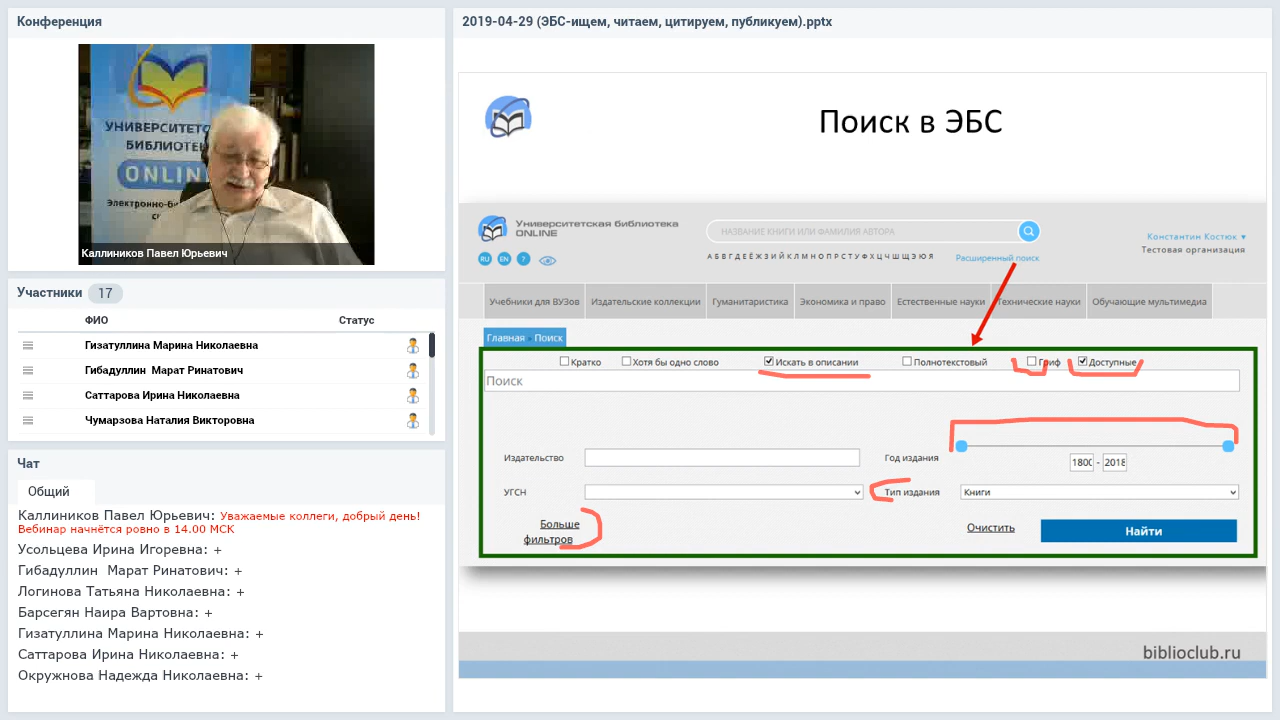 Конференция
УНИВЕРСИТЕТС
БИБЛИОТЕК
ONLINE
Каллиников Павел Юрьевич
Участники 17
ФИО Статус
Гизатуллина Марина Николаевна
Гибадуллин Марат Ринатович
Саттарова Ирина Николаевна
Чумарзова Наталия Викторовна
Чат
Общий
Каллиников Павел Юрьевич: Уважаемые коллеги, добрый день!
Вебинар начнётся ровно в 14.00 МСК
Усольцева Ирина Игоревна: +
Гибадуллин Марат Ринатович: +
Логинова Татьяна Николаевна: +
Барсегян Наира Вартовна: +
Гизатуллина Марина Николаевна: +
Саттарова Ирина Николаевна: +
Окружнова Надежда Николаевна: +
2019-04-29 (ЭБС-ищем, читаем, цитируем, публикуем).pptx
Поиск в ЭБС
Университетская библиотека
ONLINE
RU EN ?
НАЗВАНИЕ КНИГИ ИЛИ ФАМИЛИЯ АВТОРА
А Б В Г Д Е Ё Ж З И Й К Л М Н О П Р С Т У Ф Х Ц Ч Ш Щ Э Ю Я
Расширенный поиск
Константин Костюк ▾
Тестовая организация
Учебники для ВУЗов Издательские коллекции Гуманитаристика Экономика и право Естественные науки Технические науки Обучающие мультимедиа
Главная Поиск
Кратко Хотя бы одно слово Искать в описании Полнотекстовый Гриф Доступные
Поиск
Издательство Год издания
1800 - 2018
УГСН Тип издания Книги
Больше
фильтров
Очистить Найти
biblioclub.ru